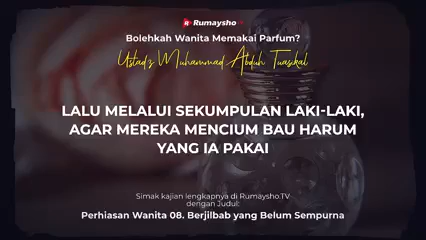 Rumaysho TV
Bolehkah Wanita Memakai Parfum?
Ustadz Muhammad Abduh Tuasikal
LALU MELALUI SEKUMPULAN LAKI-LAKI,
AGAR MEREKA MENCIUM BAU HARUM
YANG IA PAKAI
Simak kajian lengkapnya di Rumaysho.TV
dengan Judul:
Perhiasan Wanita 08. Berjilbab yang Belum Sempurna